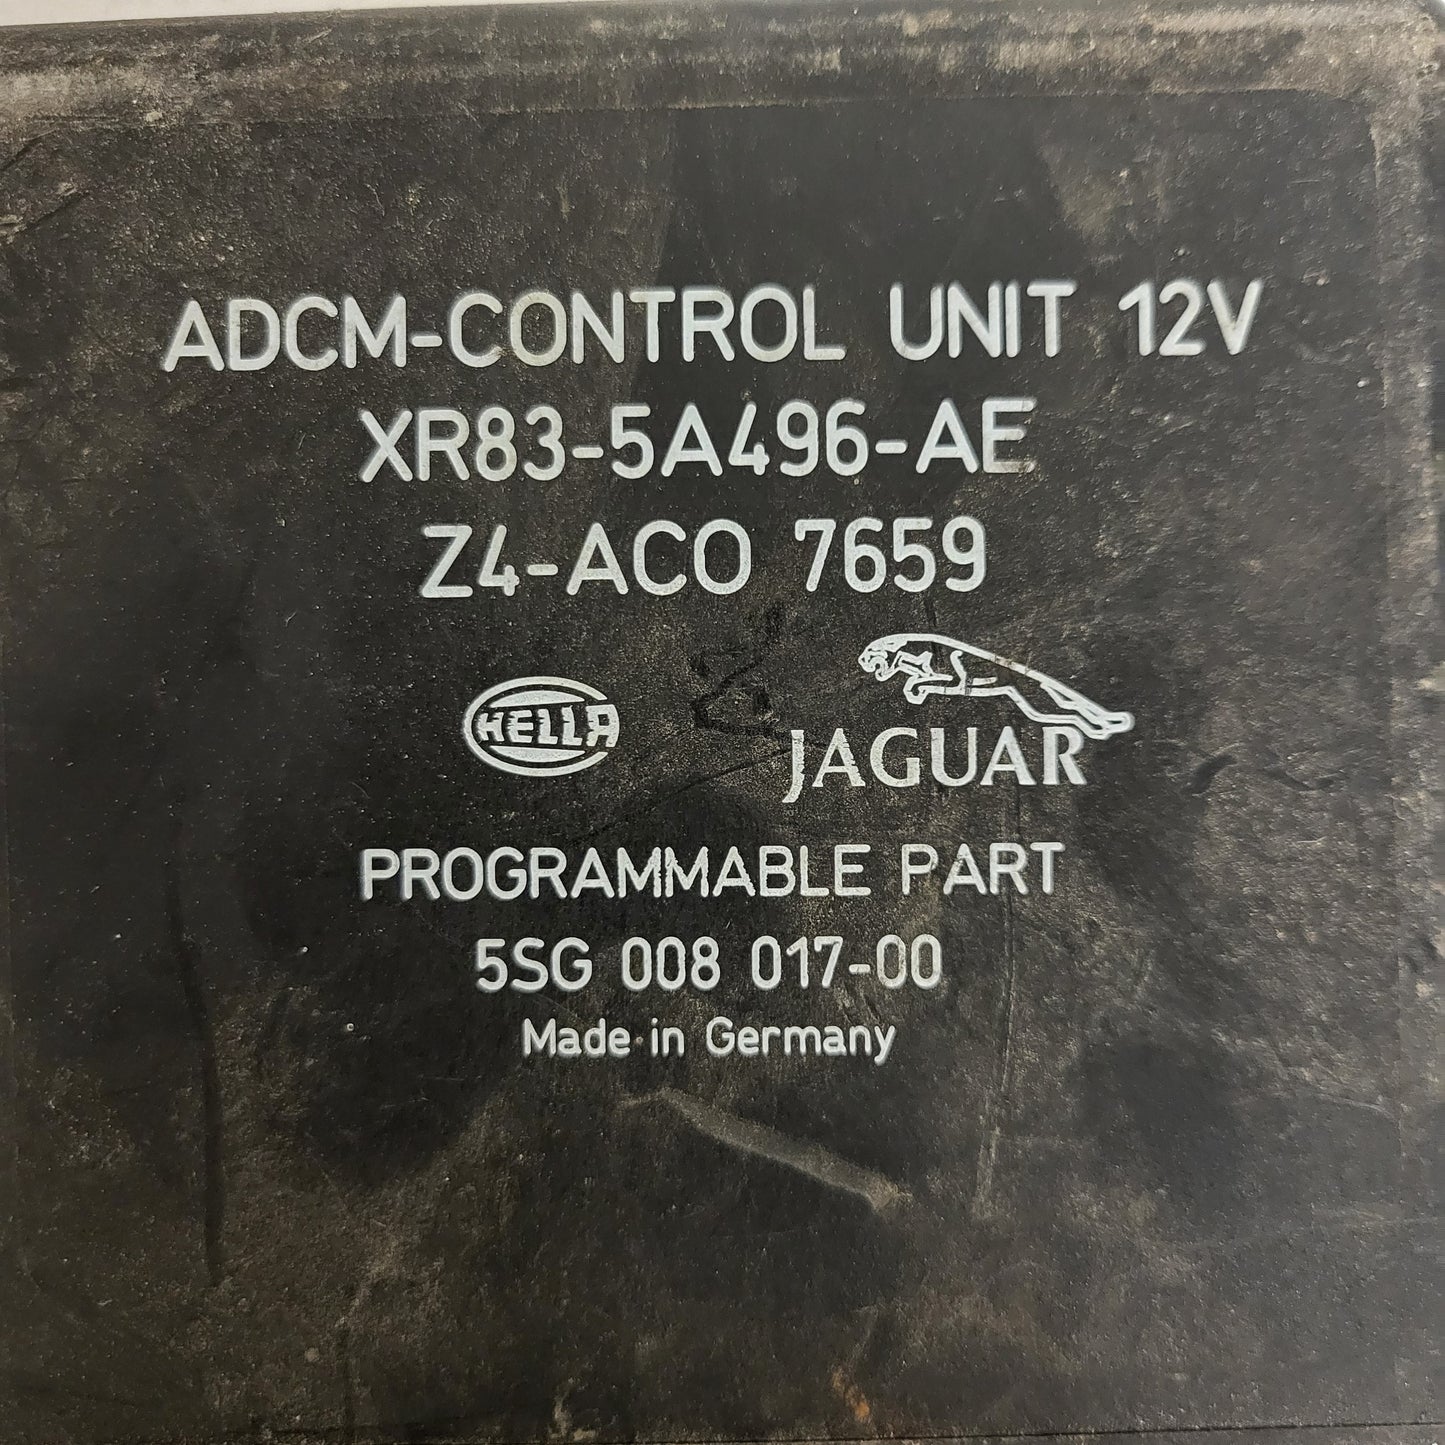 ADCM-CONTROL UNIT 12V
XR83-5A496-AE
Z4-ACO 7659
HELLA
JAGUAR
PROGRAMMABLE PART
5SG 008 017-00
Made in Germany